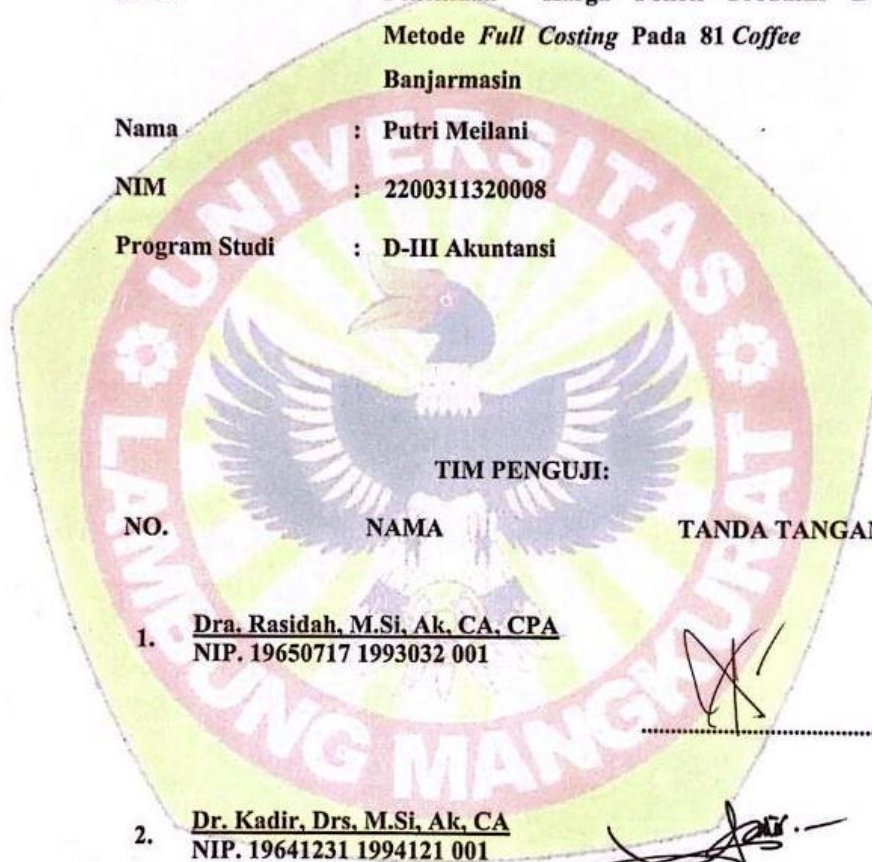 Metode Full Costing Pada 81 Coffee
Banjarmasin
Nama : Putri Meilani
NIM : 2200311320008
Program Studi : D-III Akuntansi
UNIVERSITAS
LAMBUNG MANGKURAT
TIM PENGUJI:
NO. NAMA TANDA TANGAN
1. Dra. Rasidah, M.Si, Ak, CA, CPA
NIP. 19650717 1993032 001
2. Dr. Kadir, Drs, M.Si, Ak, CA
NIP. 19641231 1994121 001